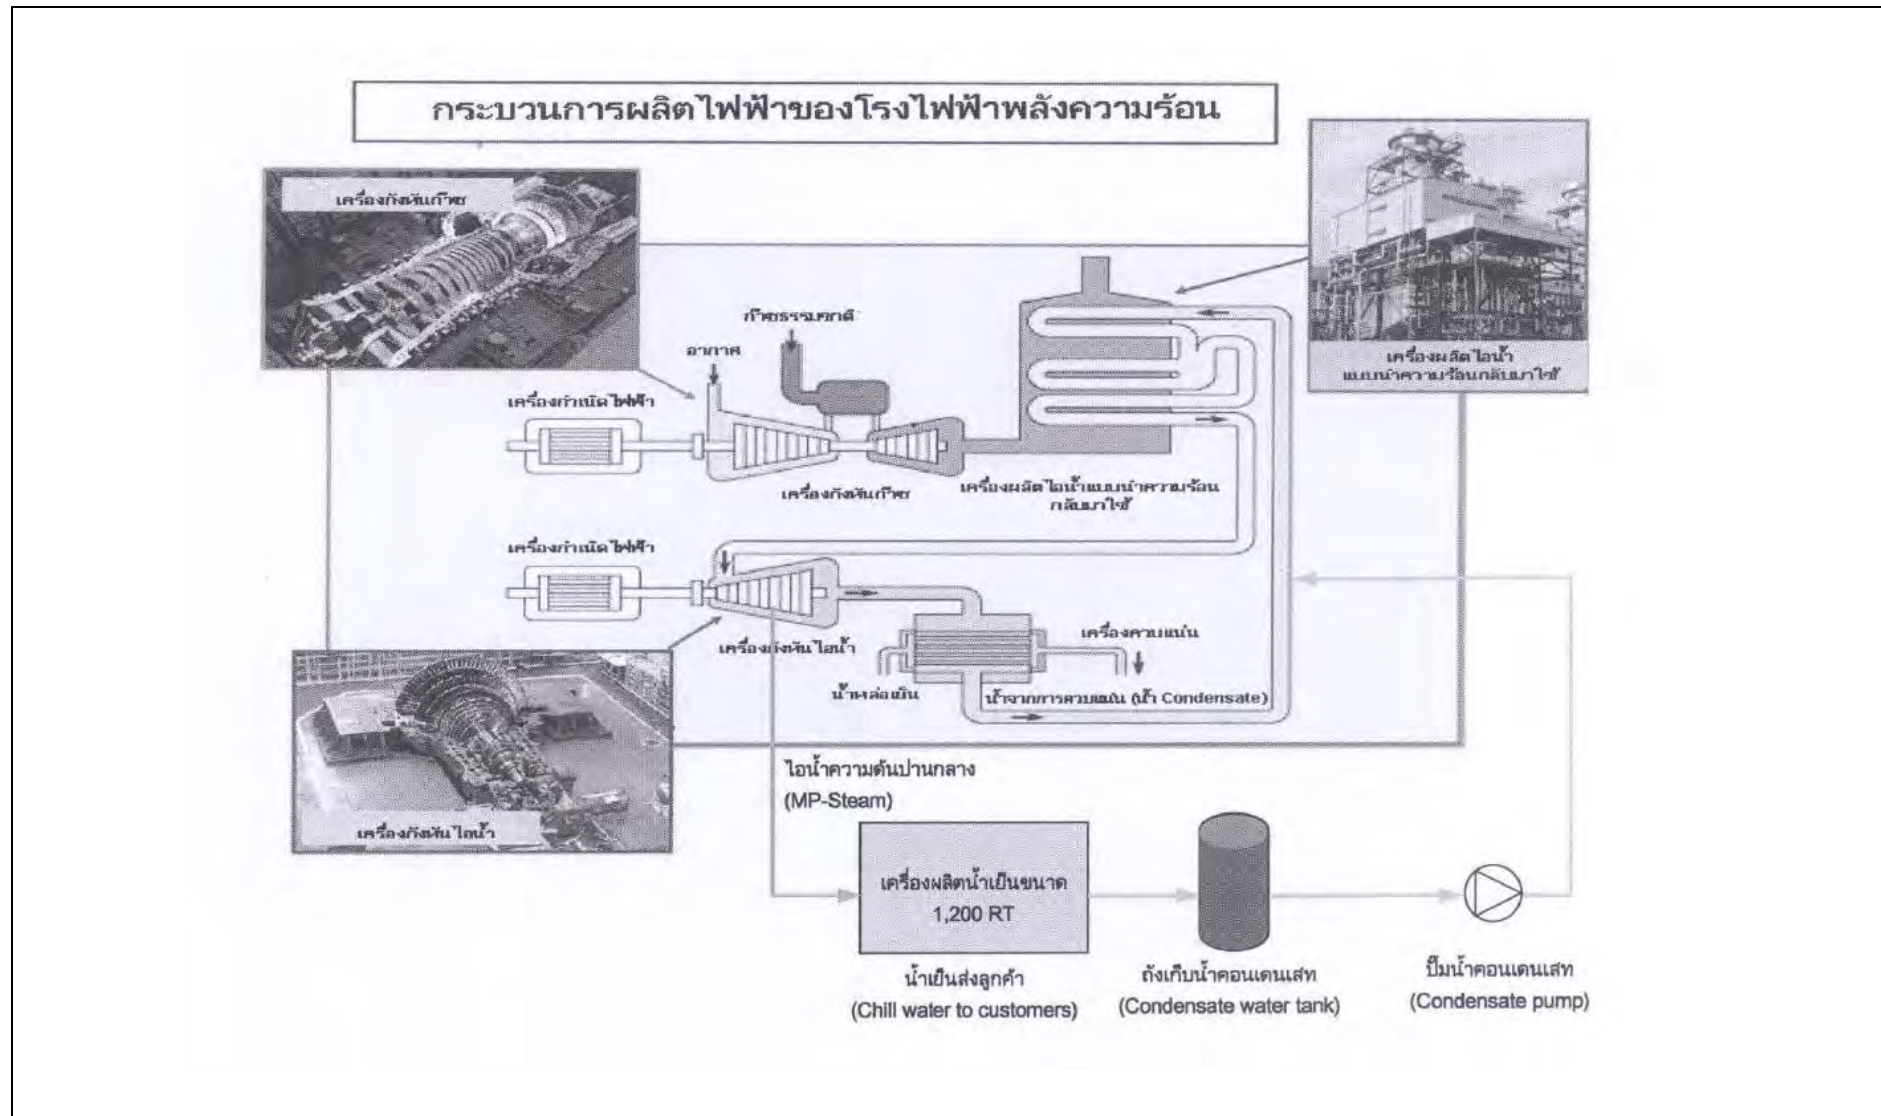 กระบวนการผลิตไฟฟ้าของโรงไฟฟ้าพลังความร้อน
เครื่องกังหันก๊าซ
ก๊าซธรรมชาติ
อากาศ
เครื่องผลิตไอน้ำ
แบบนำความร้อนกลับมาใช้
เครื่องกำเนิดไฟฟ้า
เครื่องกังหันก๊าซ
เครื่องผลิตไอน้ำแบบนำความร้อน
กลับมาใช้
เครื่องกำเนิดไฟฟ้า
เครื่องกังหันไอน้ำ
เครื่องควบแน่น
น้ำหล่อเย็น
น้ำจากการควบแน่น (น้ำ Condensate)
ไอน้ำความดันปานกลาง
(MP-Steam)
เครื่องกังหันไอน้ำ
เครื่องผลิตน้ำเย็นขนาด
1,200 RT
น้ำเย็นส่งลูกค้า
(Chill water to customers)
ถังเก็บน้ำคอนเดนเสท
(Condensate water tank)
ปั๊มน้ำคอนเดนเสท
(Condensate pump)